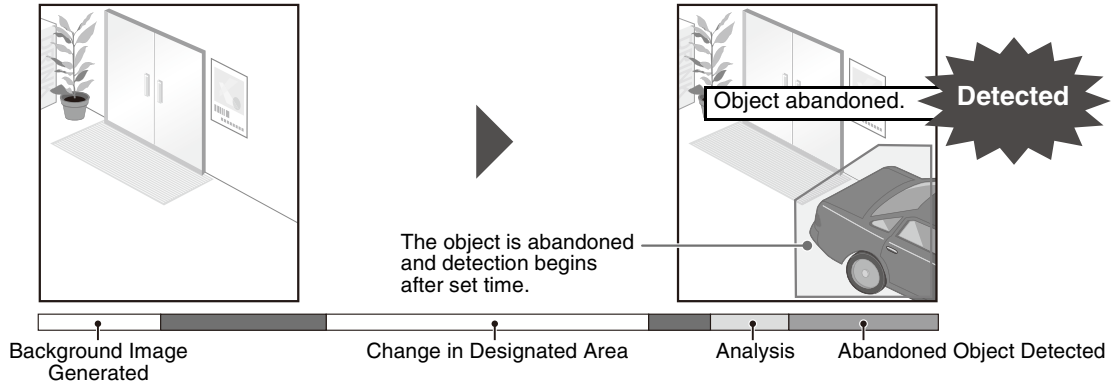 Object abandoned.
Detected
The object is abandoned
and detection begins
after set time.
Background Image
Generated
Change in Designated Area
Analysis
Abandoned Object Detected